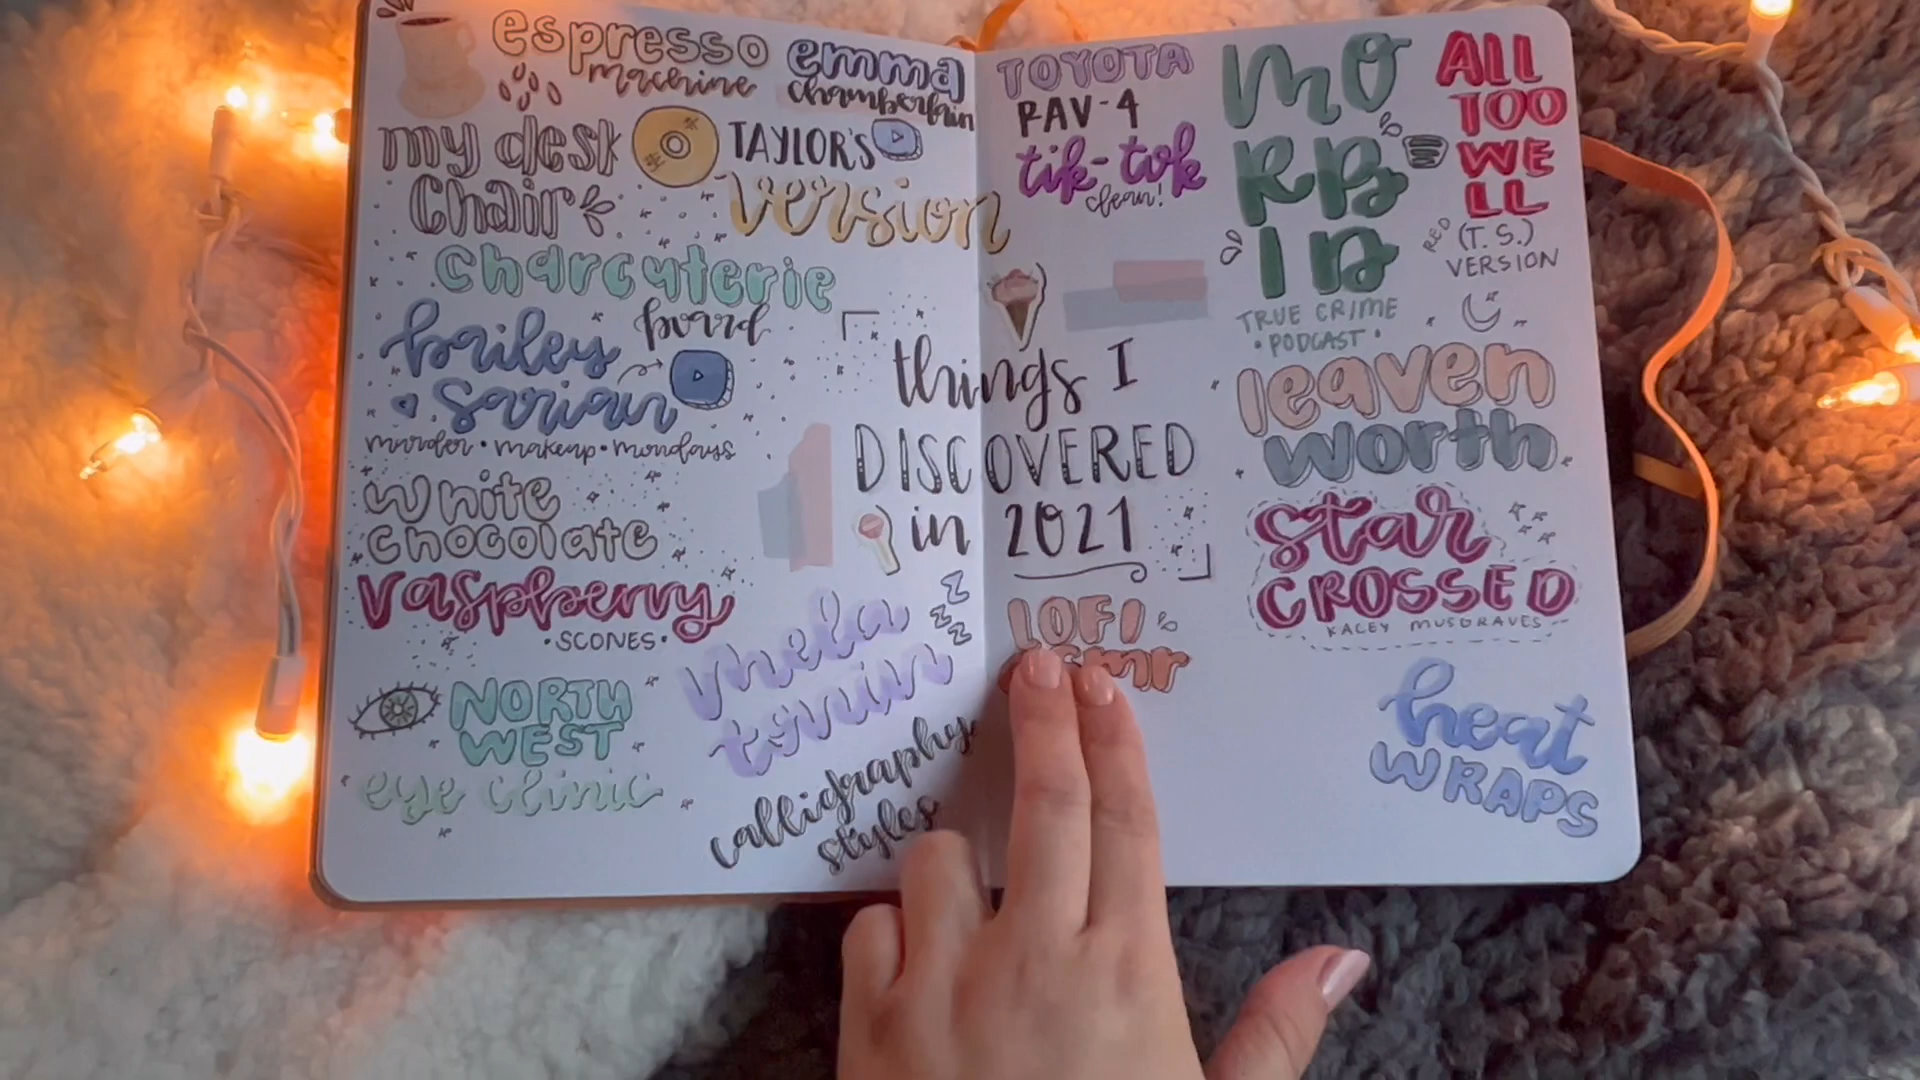 espresso
machine
emma
chamberlain
my desk
chair
TAYLOR'S
version
charcuterie
board
bailey
sarian
murder • makeup • mondays
white
chocolate
raspberry
• SCONES •
NORTH
WEST
eye clinic
zzz
calligraphy
styles
things I
DISCOVERED
in 2021
TOYOTA
RAV-4
tik-tok
clean!
LOFI
MO
RB
ID
TRUE CRIME
• PODCAST •
ALL
TOO
WE
LL
RED
(T. S.)
VERSION
leaven
worth
star
CROSSED
KACEY MUSGRAVES
heat
WRAPS